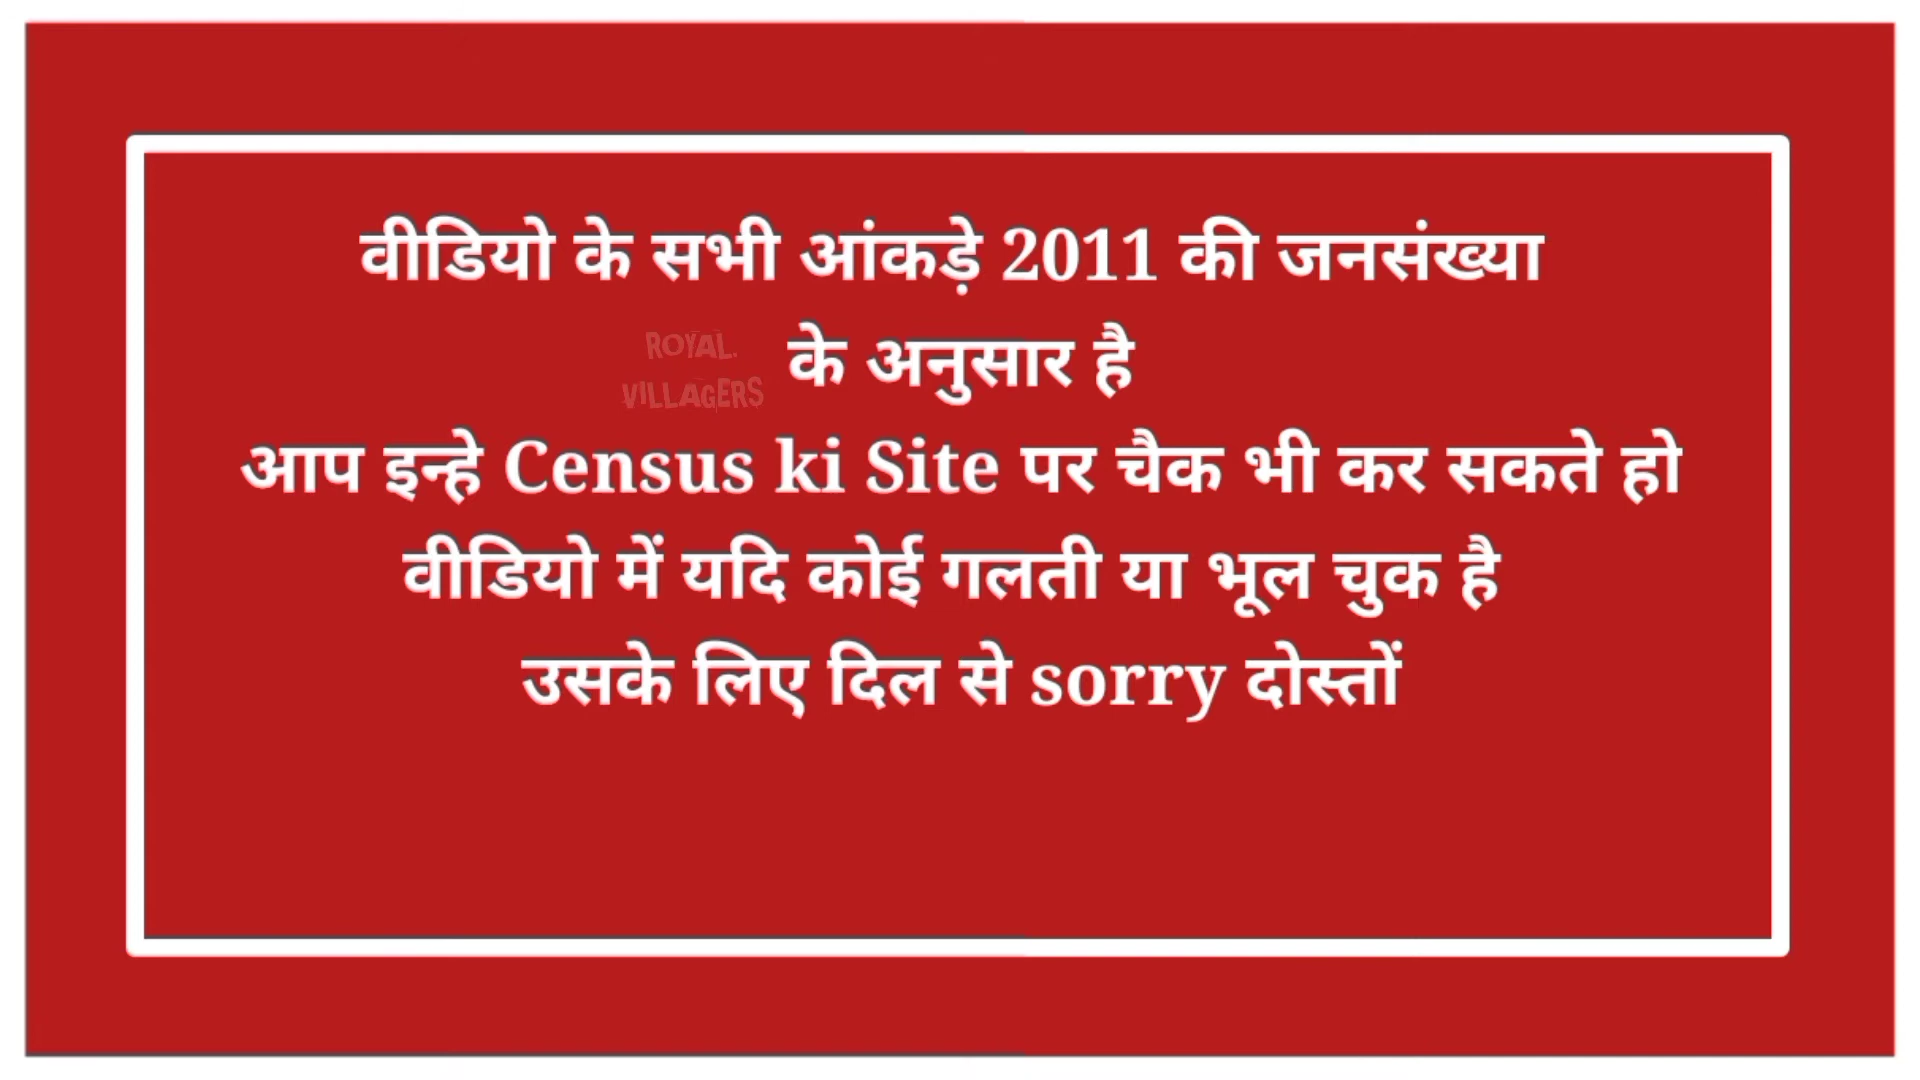 वीडियो के सभी आंकड़े 2011 की जनसंख्या
के अनुसार है
ROYAL.
VILLAGERS
आप इन्हे Census ki Site पर चैक भी कर सकते हो
वीडियो में यदि कोई गलती या भूल चुक है
उसके लिए दिल से sorry दोस्तों